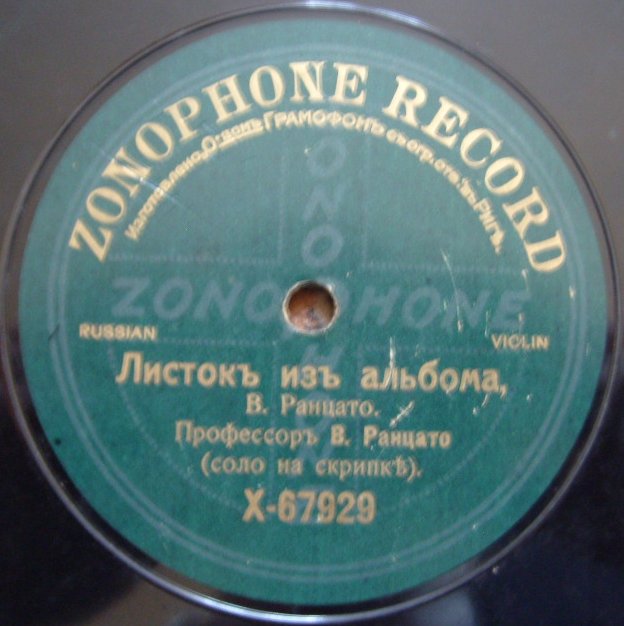 ZONOPHONE RECORD
Изготовлено О-вомъ ГРАМОФОНЪ съ огр. отв. въ Ригѣ.
ZONOPHONE
ZONOPHONE
RUSSIAN
VIOLIN
Листокъ изъ альбома,
В. Ранцато.
Профессоръ В. Ранцато
(соло на скрипкѣ).
X-67929